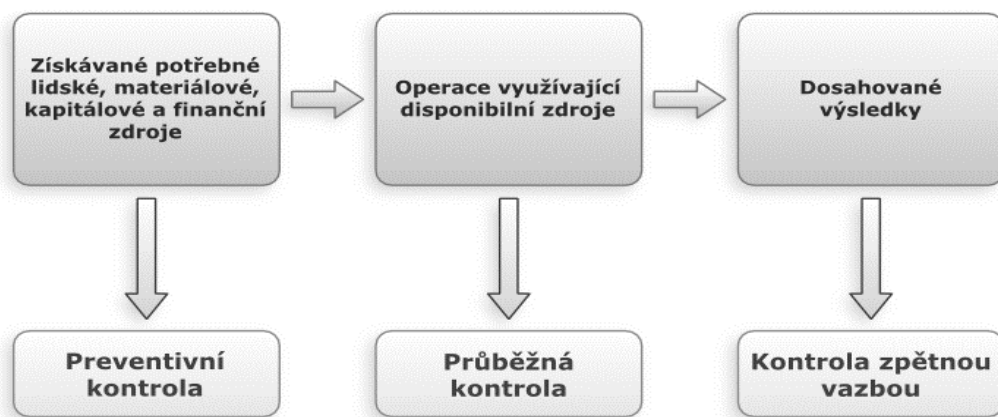 Získávané potřebné
lidské, materiálové,
kapitálové a finanční
zdroje
Operace využívající
disponibilní zdroje
Dosahované
výsledky
Preventivní
kontrola
Průběžná
kontrola
Kontrola zpětnou
vazbou